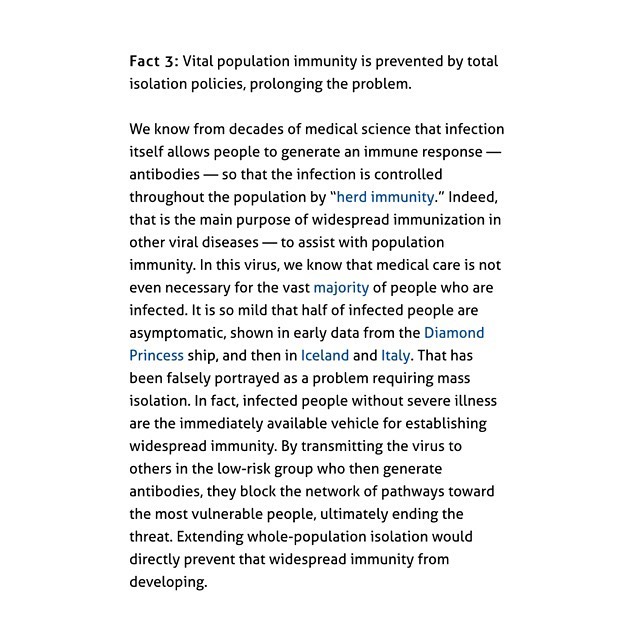 Fact 3: Vital population immunity is prevented by total
isolation policies, prolonging the problem.
We know from decades of medical science that infection
itself allows people to generate an immune response —
antibodies — so that the infection is controlled
throughout the population by “herd immunity.” Indeed,
that is the main purpose of widespread immunization in
other viral diseases — to assist with population
immunity. In this virus, we know that medical care is not
even necessary for the vast majority of people who are
infected. It is so mild that half of infected people are
asymptomatic, shown in early data from the Diamond
Princess ship, and then in Iceland and Italy. That has
been falsely portrayed as a problem requiring mass
isolation. In fact, infected people without severe illness
are the immediately available vehicle for establishing
widespread immunity. By transmitting the virus to
others in the low-risk group who then generate
antibodies, they block the network of pathways toward
the most vulnerable people, ultimately ending the
threat. Extending whole-population isolation would
directly prevent that widespread immunity from
developing.